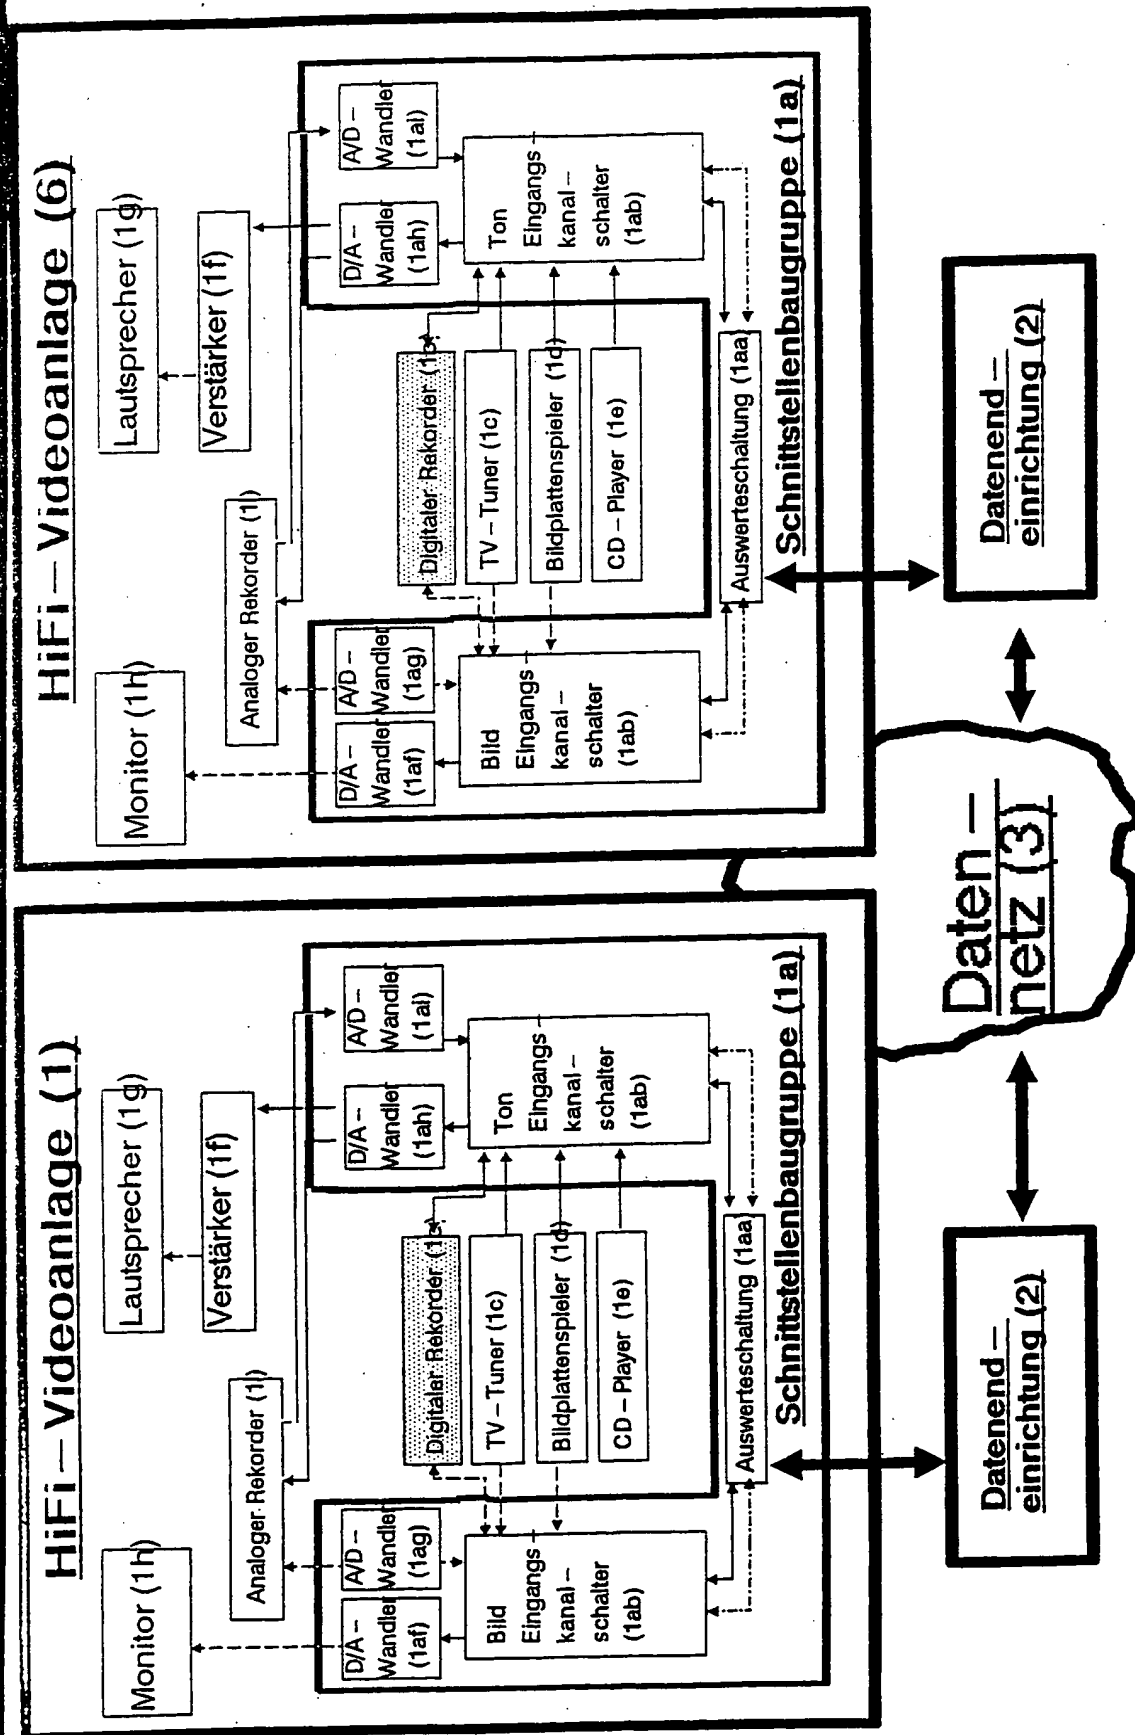 HiFi – Videoanlage (1)
Monitor (1h)
Lautsprecher (1g)
Verstärker (1f)
Analoger Rekorder (1i)
D/A –
Wandler
(1af)
A/D –
Wandler
(1ag)
D/A –
Wandler
(1ah)
A/D –
Wandler
(1ai)
Digitaler Rekorder (1b)
TV – Tuner (1c)
Bildplattenspieler (1d)
CD – Player (1e)
Bild
Eingangs –
kanal –
schalter
(1ab)
Ton
Eingangs –
kanal –
schalter
(1ab)
Auswerteschaltung (1aa)
Schnittstellenbaugruppe (1a)
Datenend –
einrichtung (2)
HiFi – Videoanlage (6)
Monitor (1h)
Lautsprecher (1g)
Verstärker (1f)
Analoger Rekorder (1i)
D/A –
Wandler
(1af)
A/D –
Wandler
(1ag)
D/A –
Wandler
(1ah)
A/D –
Wandler
(1ai)
Digitaler Rekorder (1b)
TV – Tuner (1c)
Bildplattenspieler (1d)
CD – Player (1e)
Bild
Eingangs –
kanal –
schalter
(1ab)
Ton
Eingangs –
kanal –
schalter
(1ab)
Auswerteschaltung (1aa)
Schnittstellenbaugruppe (1a)
Datenend –
einrichtung (2)
Daten –
netz (3)